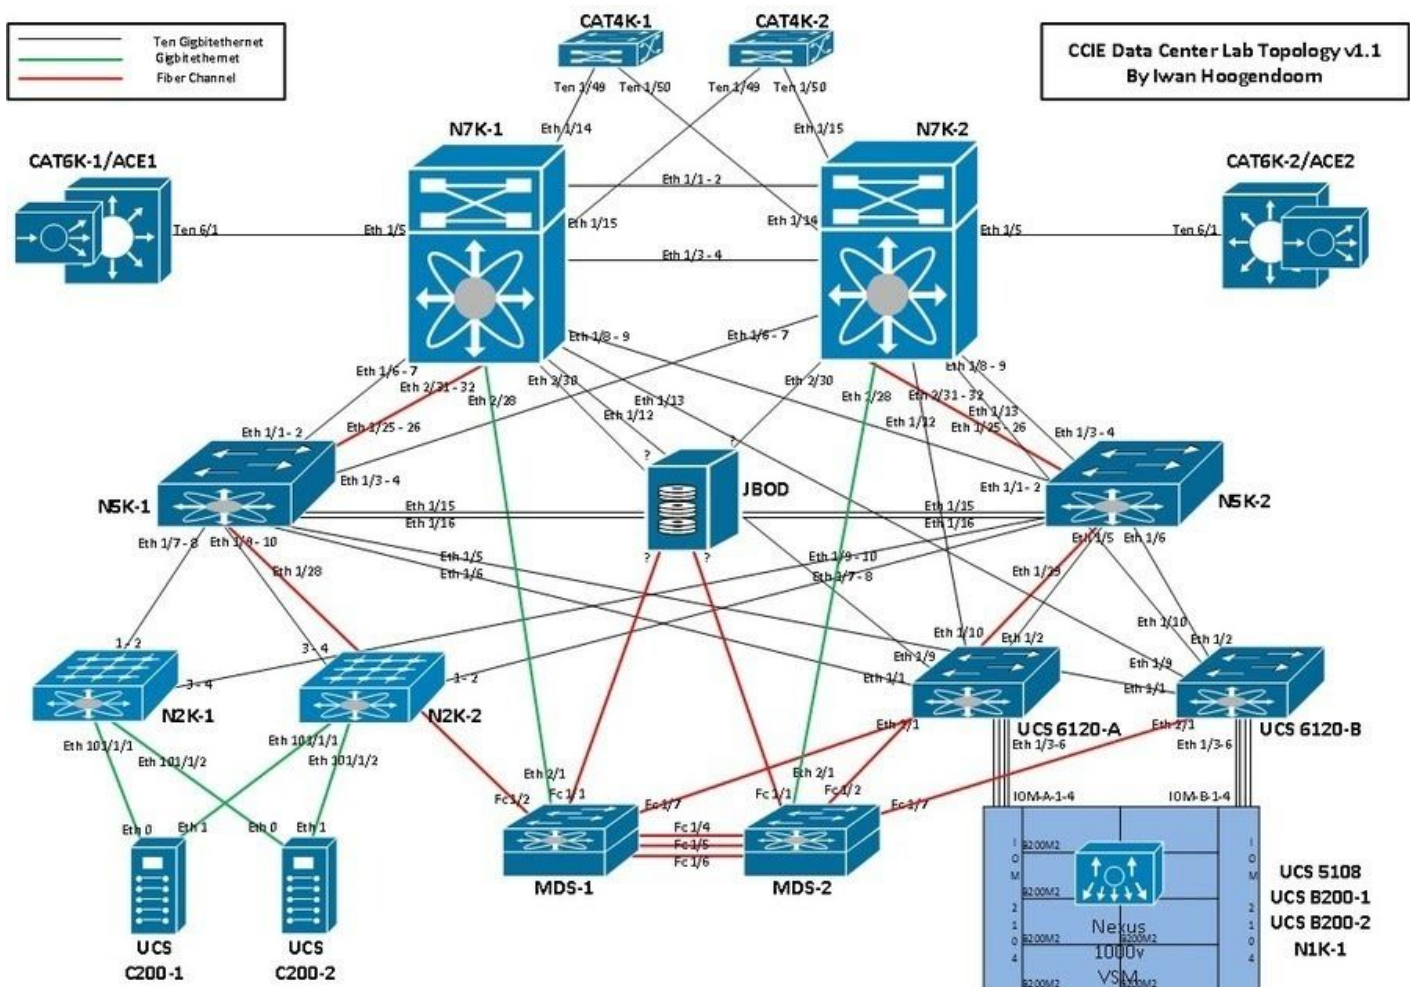 Ten Gigbitethernet
Gigbitethernet
Fiber Channel
CAT4K-1
CAT4K-2
CCIE Data Center Lab Topology v1.1
By Iwan Hoogendoorn
Ten 1/49
Ten 1/50
Ten 1/49
Ten 1/50
Eth 1/14
Eth 1/15
N7K-1
N7K-2
CAT6K-1/ACE1
CAT6K-2/ACE2
Eth 1/1 - 2
Eth 1/15
Eth 1/14
Ten 6/1
Eth 1/5
Eth 1/5
Ten 6/1
Eth 1/3 - 4
Eth 1/8 - 9
Eth 1/6 - 7
Eth 1/6 - 7
Eth 2/31 - 32
Eth 2/28
Eth 2/30
Eth 1/13
Eth 1/12
Eth 2/30
Eth 2/28
Eth 1/8 - 9
Eth 2/31 - 32
Eth 1/13
Eth 1/12
Eth 1/25 - 26
Eth 1/1 - 2
Eth 1/25 - 26
Eth 1/3 - 4
?
?
Eth 1/3 - 4
JBOD
Eth 1/1 - 2
N5K-1
N5K-2
Eth 1/15
Eth 1/16
Eth 1/15
Eth 1/16
Eth 1/7 - 8
Eth 1/9 - 10
Eth 1/28
Eth 1/5
Eth 1/6
?
?
Eth 1/9 - 10
Eth 1/7 - 8
Eth 1/5
Eth 1/6
Eth 1/29
1 - 2
3 - 4
Eth 1/10
Eth 1/2
Eth 1/10
Eth 1/2
Eth 1/9
Eth 1/1
Eth 1/9
Eth 1/1
3 - 4
1 - 2
N2K-1
N2K-2
Eth 2/1
UCS 6120-A
Eth 2/1
UCS 6120-B
Eth 101/1/1
Eth 101/1/2
Eth 101/1/1
Eth 101/1/2
Eth 1/3-6
Eth 1/3-6
Eth 2/1
Fc 1/2
Fc 1/1
Fc 1/7
Eth 2/1
Fc 1/1
Fc 1/2
Fc 1/7
IOM-A-1-4
IOM-B-1-4
Eth 0
Eth 1
Eth 0
Eth 1
Fc 1/4
Fc 1/5
Fc 1/6
MDS-1
MDS-2
IOM 2104
B200M2
B200M2
B200M2
B200M2
B200M2
B200M2
IOM 2104
Nexus
1000v
VSM
UCS 5108
UCS B200-1
UCS B200-2
N1K-1
UCS
C200-1
UCS
C200-2